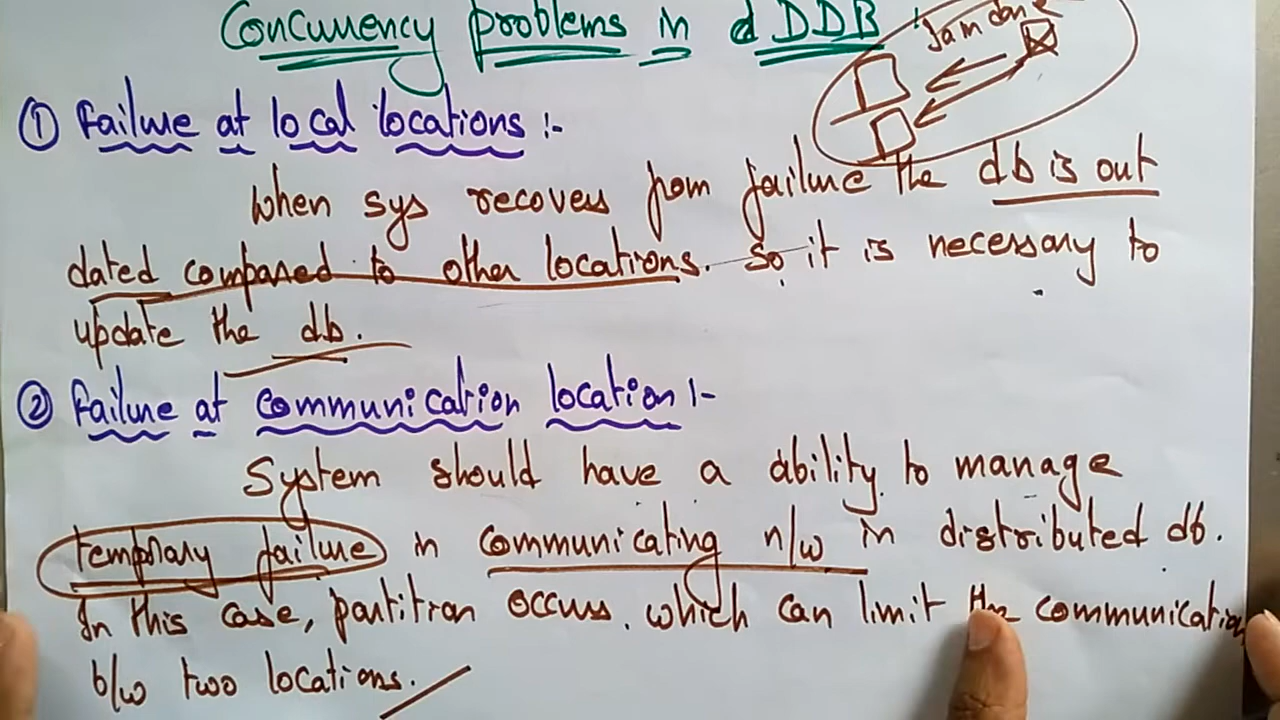 Concurrency problems in d DDB
① Failure at local locations :-
When sys recovers from failure the db is out
dated compared to other locations. So it is necessary to
update the db.
② Failure at communication location :-
System should have a ability to manage
temporary failure in communicating n/w in distributed db.
In this case, partition occurs. which can limit the communication
b/w two locations.